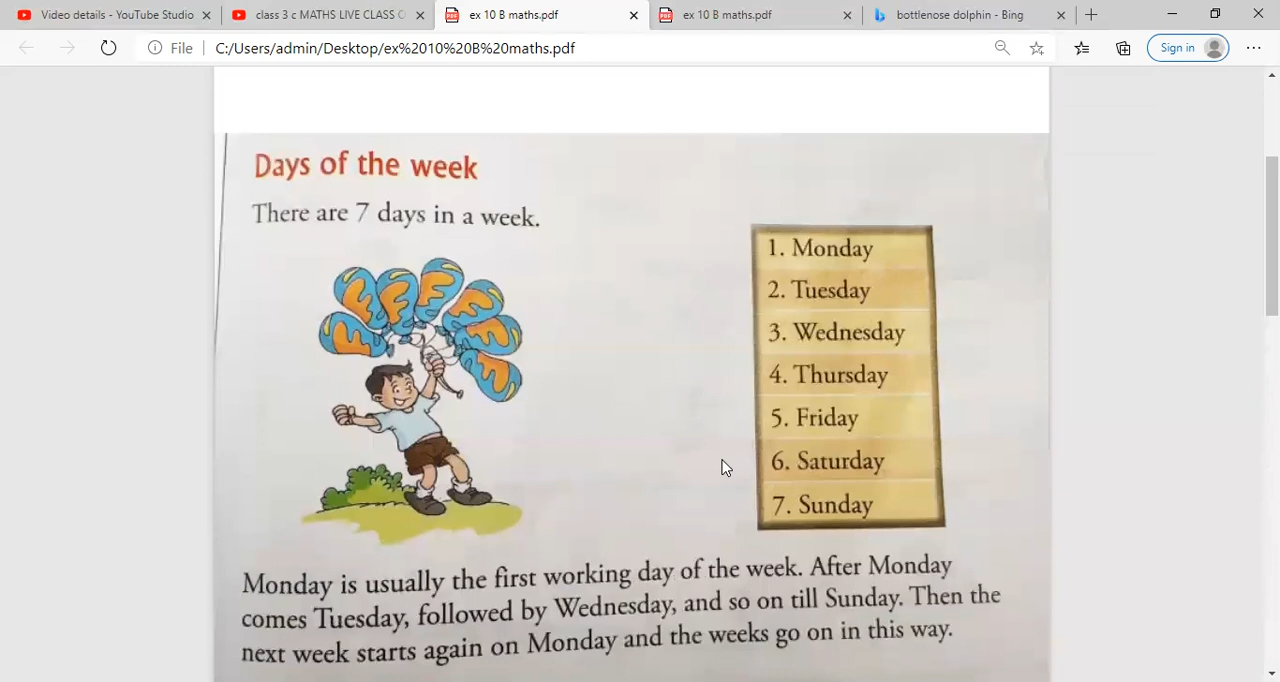 Video details - YouTube Studio
class 3 c MATHS LIVE CLASS C
ex 10 B maths.pdf
ex 10 B maths.pdf
bottlenose dolphin - Bing
File
C:/Users/admin/Desktop/ex%2010%20B%20maths.pdf
Sign in
Days of the week
There are 7 days in a week.
1. Monday
2. Tuesday
3. Wednesday
4. Thursday
5. Friday
6. Saturday
7. Sunday
Monday is usually the first working day of the week. After Monday
comes Tuesday, followed by Wednesday, and so on till Sunday. Then the
next week starts again on Monday and the weeks go on in this way.